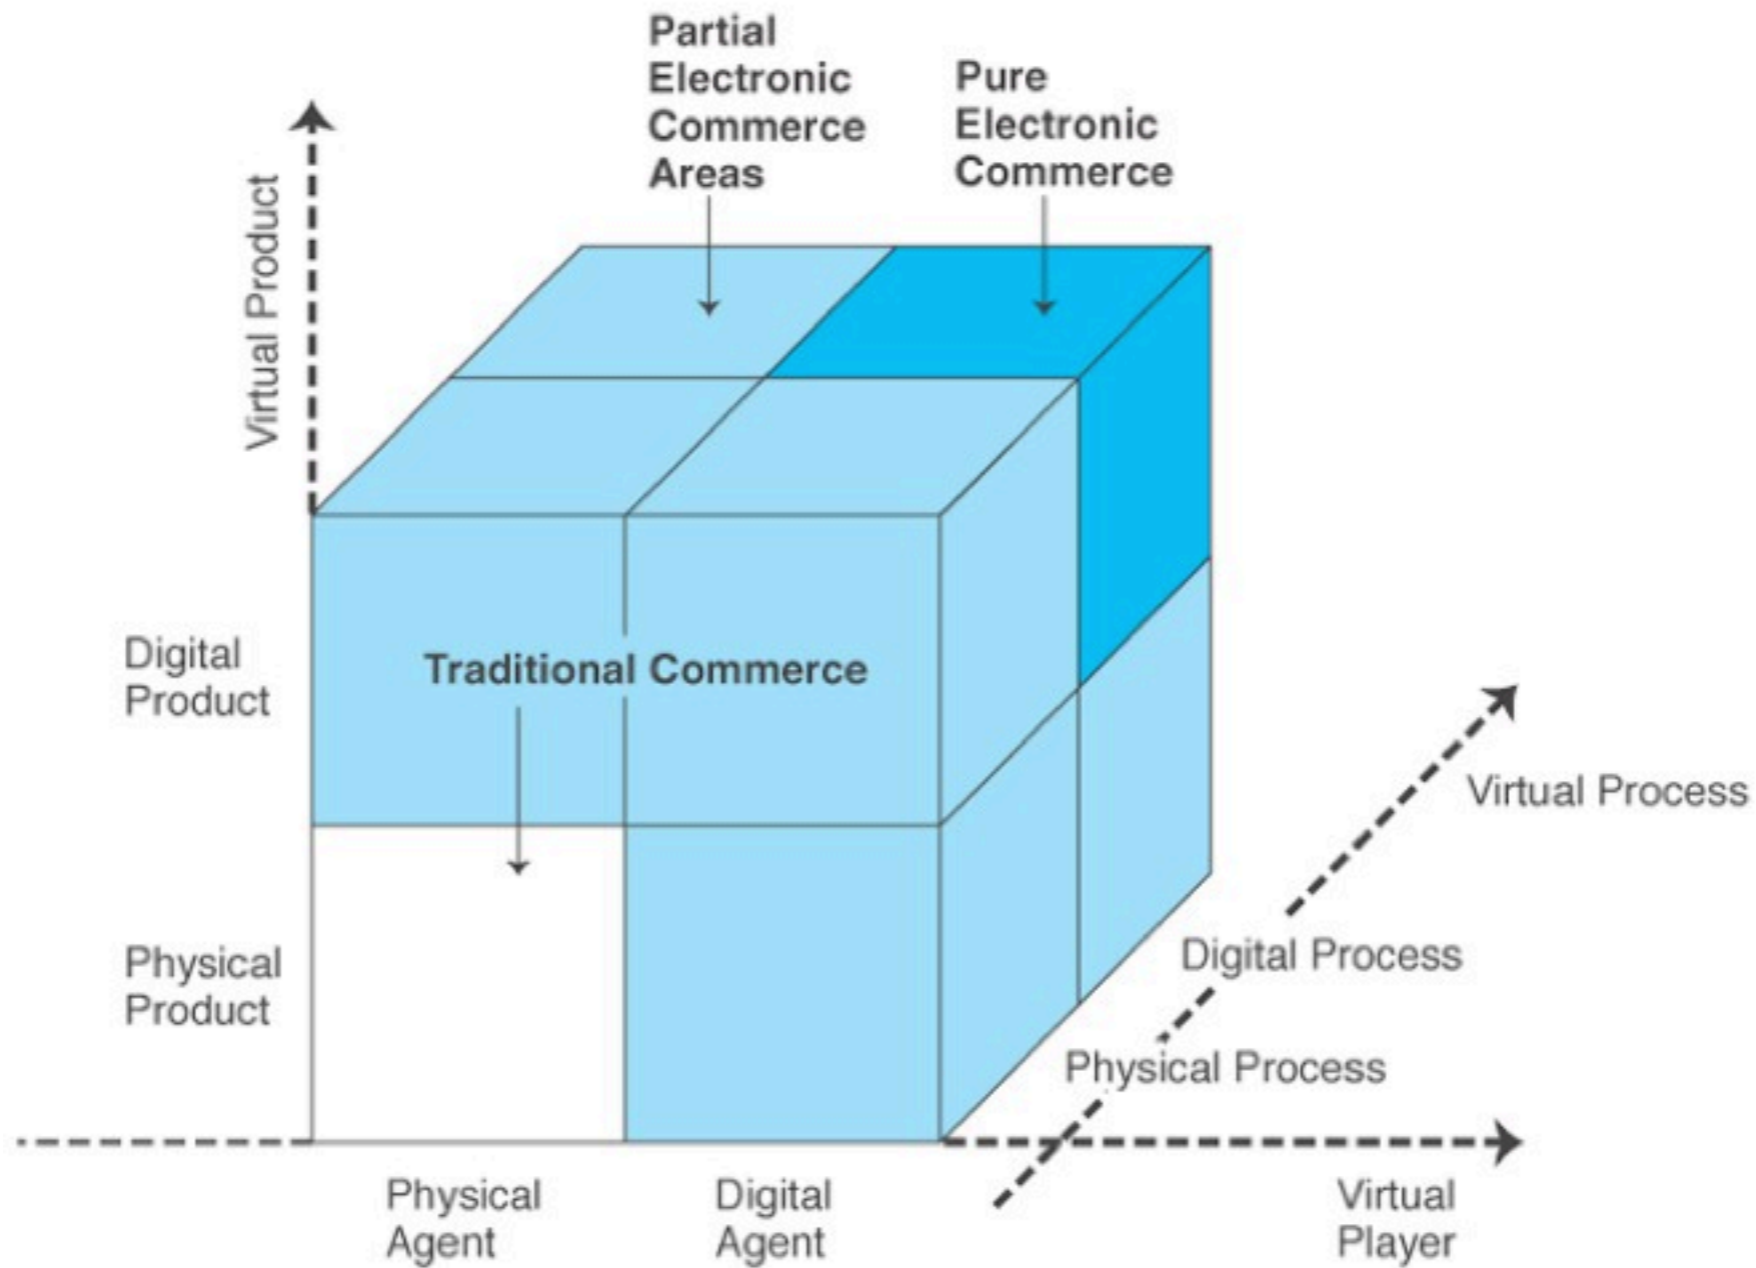 Partial
Electronic
Commerce
Areas
Pure
Electronic
Commerce
Virtual Product
Digital
Product
Traditional Commerce
Virtual Process
Physical
Product
Digital Process
Physical Process
Physical
Agent
Digital
Agent
Virtual
Player